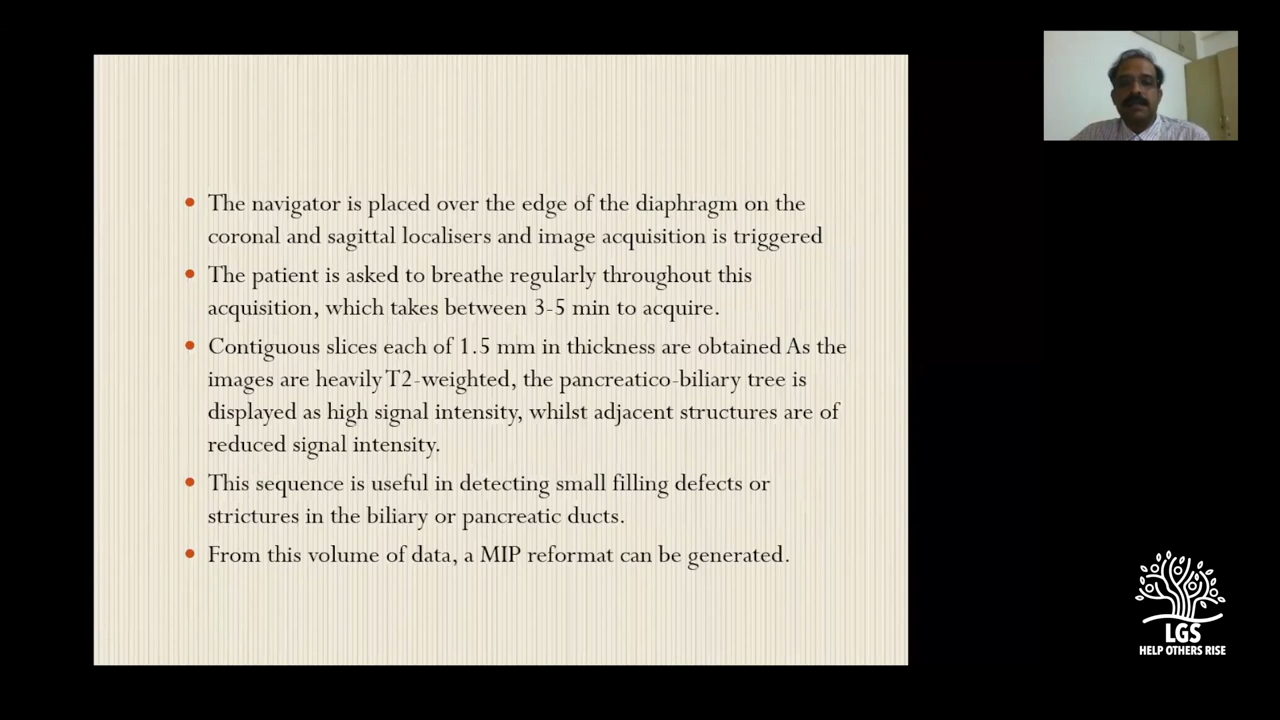 The navigator is placed over the edge of the diaphragm on the
coronal and sagittal localisers and image acquisition is triggered
The patient is asked to breathe regularly throughout this
acquisition, which takes between 3-5 min to acquire.
Contiguous slices each of 1.5 mm in thickness are obtained As the
images are heavily T2-weighted, the pancreatico-biliary tree is
displayed as high signal intensity, whilst adjacent structures are of
reduced signal intensity.
This sequence is useful in detecting small filling defects or
strictures in the biliary or pancreatic ducts.
From this volume of data, a MIP reformat can be generated.
LGS
HELP OTHERS RISE